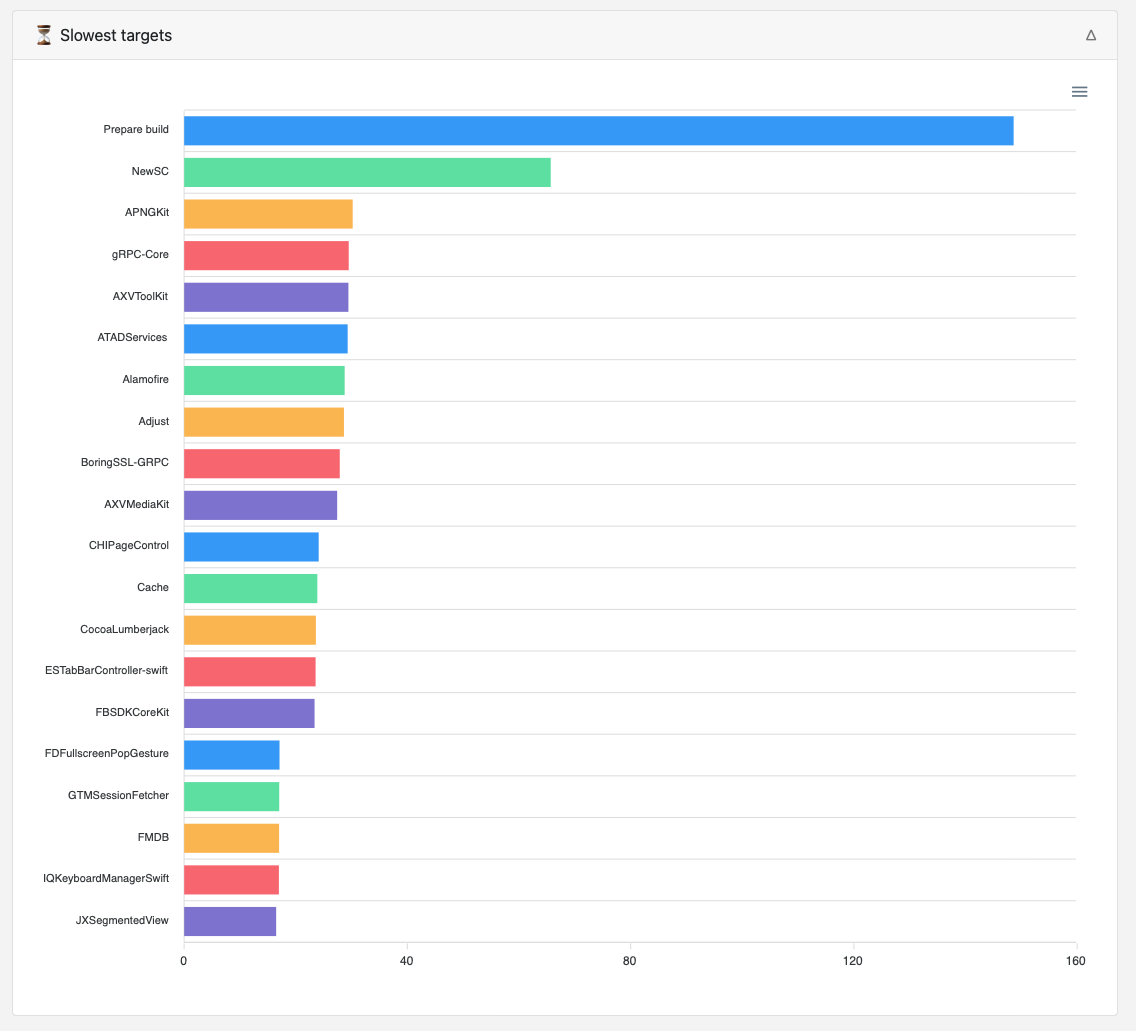 ⏳ Slowest targets
Prepare build
NewSC
APNGKit
gRPC-Core
AXVToolKit
ATADServices
Alamofire
Adjust
BoringSSL-GRPC
AXVMediaKit
CHIPageControl
Cache
CocoaLumberjack
ESTabBarController-swift
FBSDKCoreKit
FDFullscreenPopGesture
GTMSessionFetcher
FMDB
IQKeyboardManagerSwift
JXSegmentedView
0 40 80 120 160